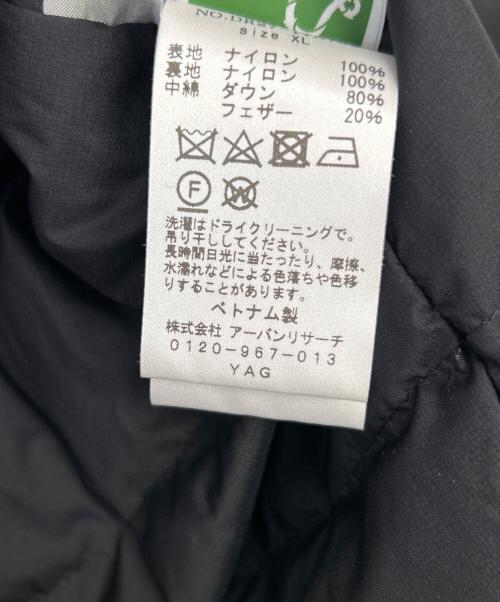 size XL
表地 ナイロン 100%
裏地 ナイロン 100%
中綿 ダウン 80%
フェザー 20%
F
W
洗濯はドライクリーニングで。
吊り干ししてください。
長時間日光に当たったり、摩擦、
水濡れなどによる色落ちや色移
りすることがあります。
ベトナム製
株式会社 アーバンリサーチ
0120-967-013
YAG